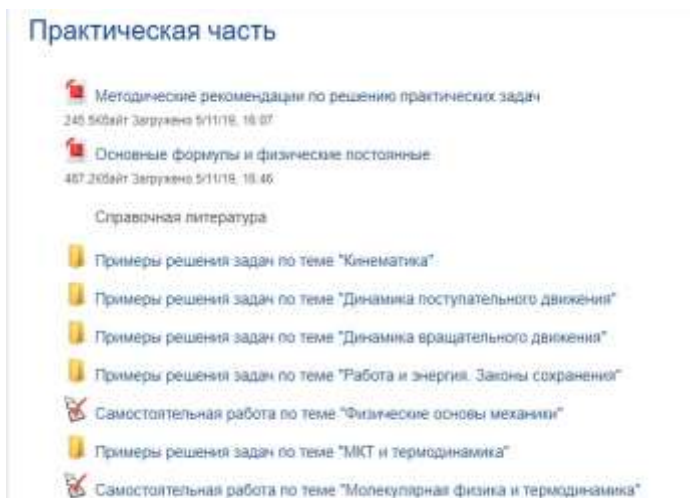 Практическая часть
Методические рекомендации по решению практических задач
Загружено 5/11/19, 16:07
Основные формулы и физические постоянные
Загружено 5/11/19, 16:46
Справочная литература
Примеры решения задач по теме "Кинематика"
Примеры решения задач по теме "Динамика поступательного движения"
Примеры решения задач по теме "Динамика вращательного движения"
Примеры решения задач по теме "Работа и энергия. Законы сохранения"
Самостоятельная работа по теме "Физические основы механики"
Примеры решения задач по теме "МКТ и термодинамика"
Самостоятельная работа по теме "Молекулярная физика и термодинамика"